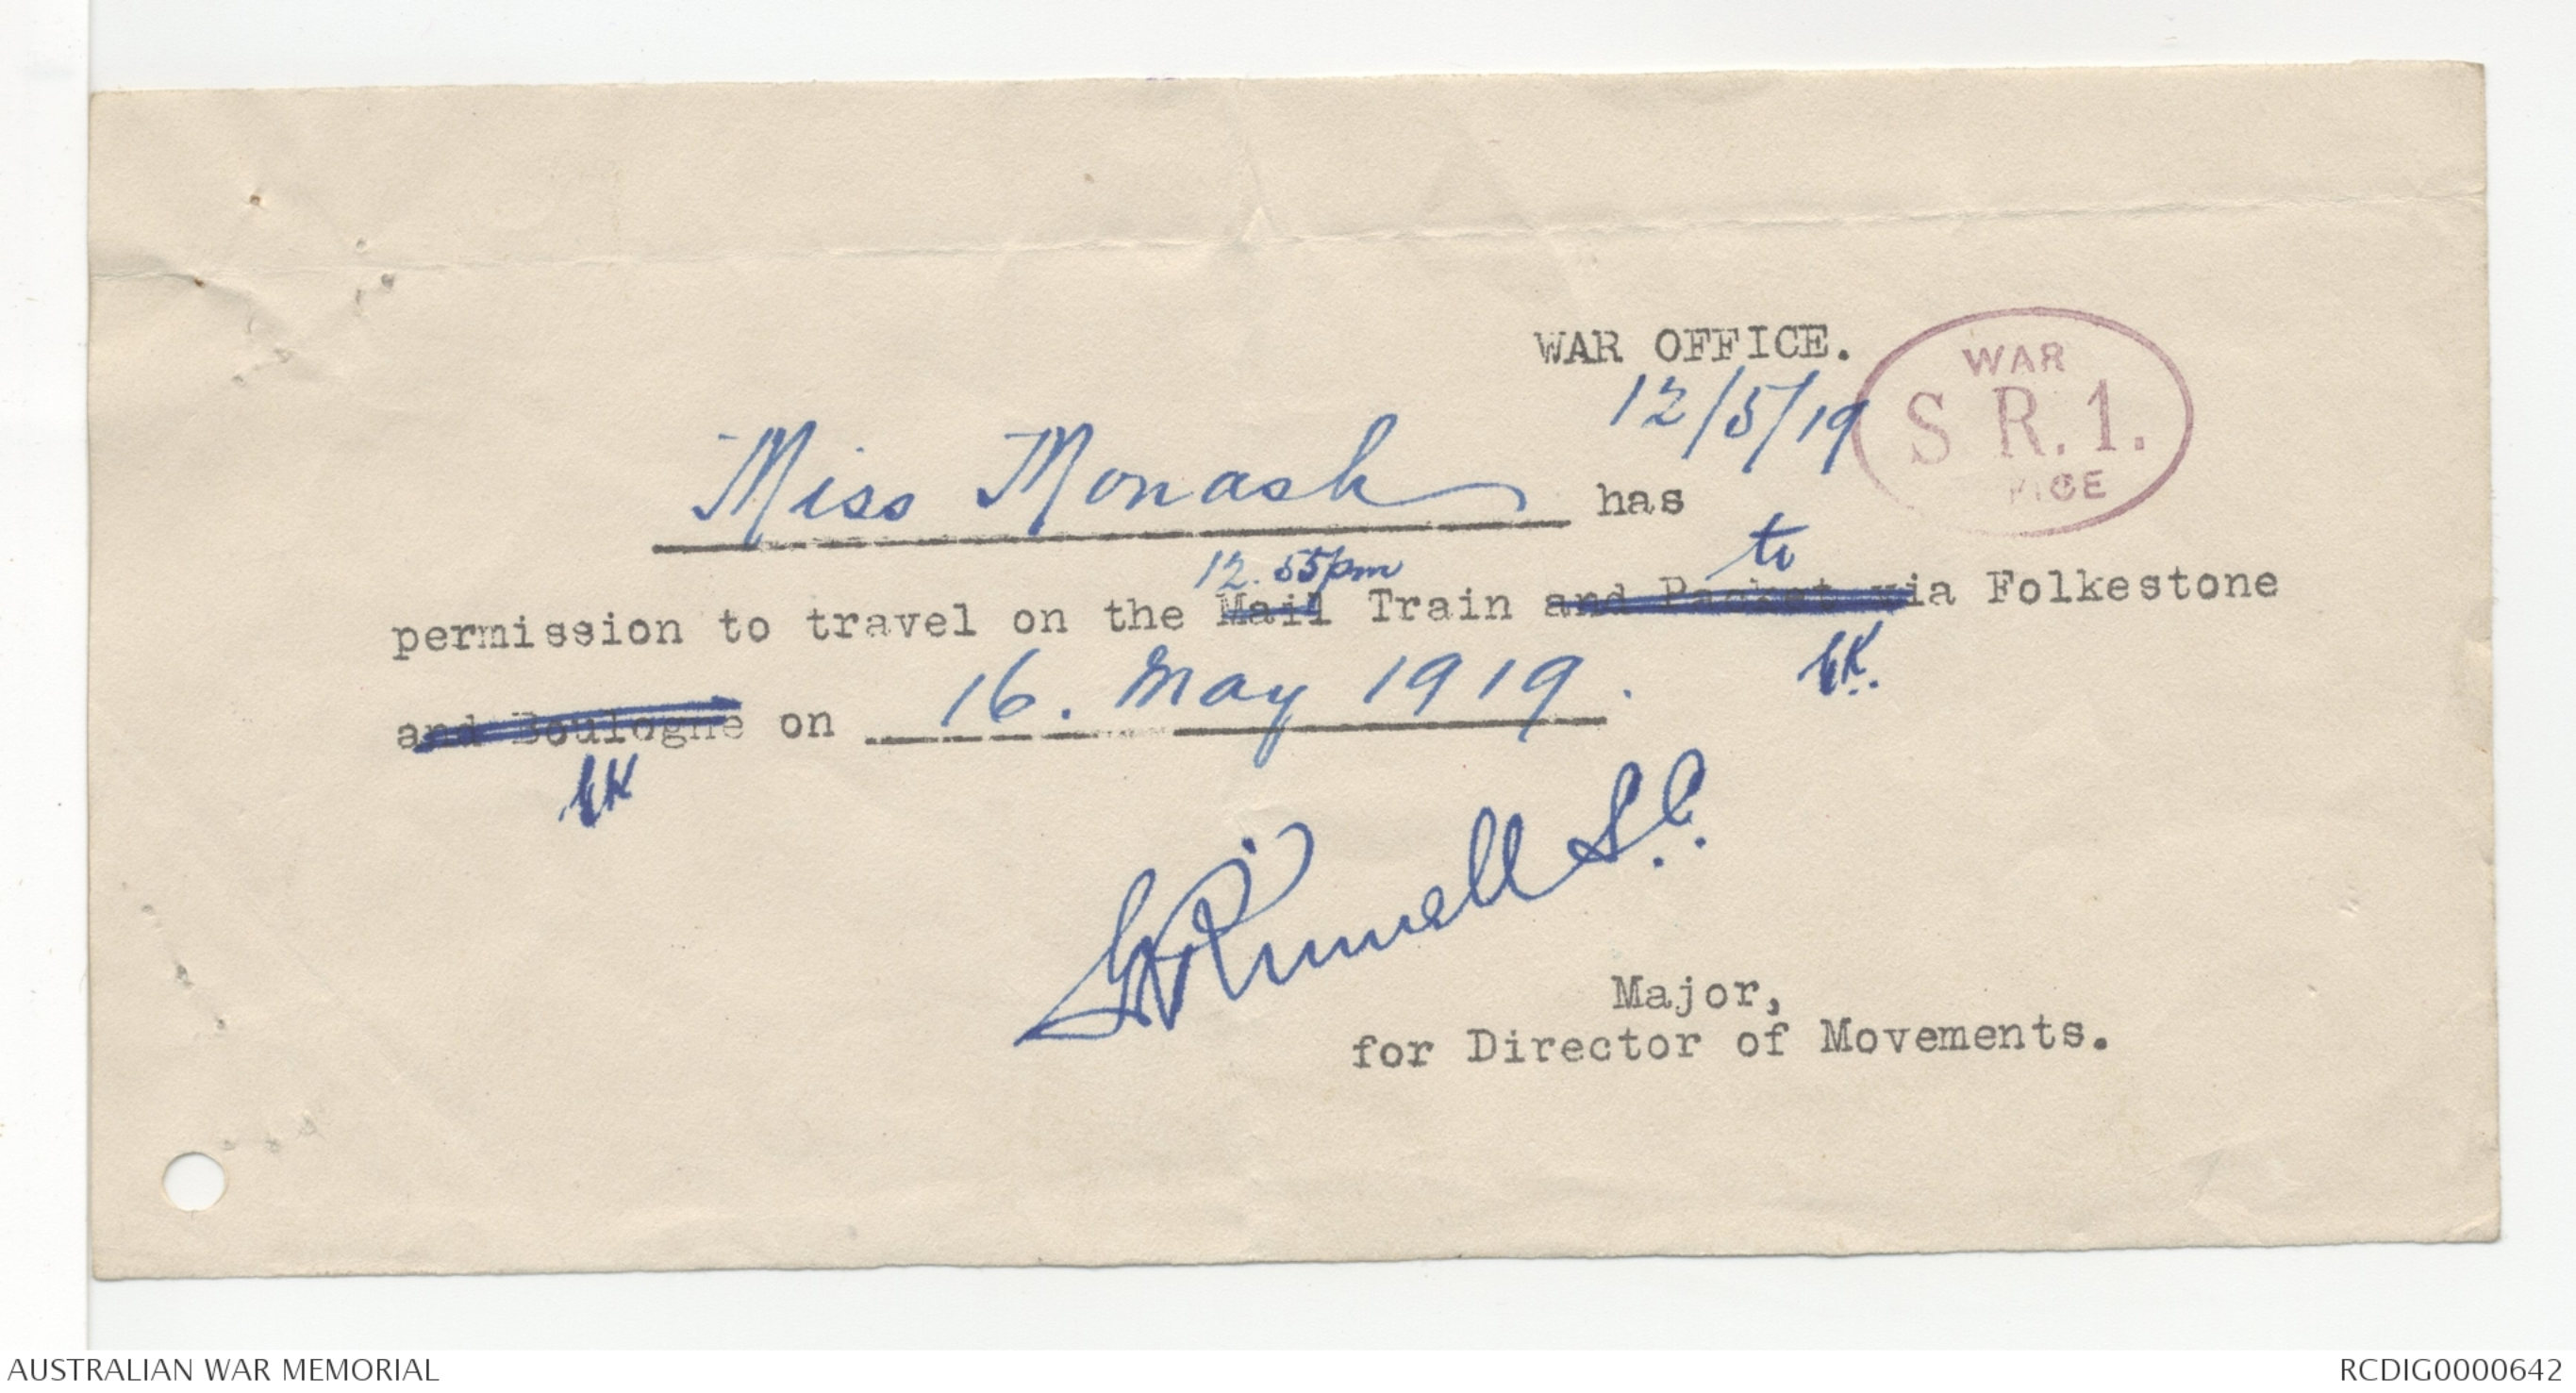 WAR OFFICE.
12/5/19
WAR
S R.1.
FICE
Miss Monash has
to
12.55pm
permission to travel on the Mail Train and Packet via Folkestone
and Boulogne on 16. May 1919.
Major,
for Director of Movements.
AUSTRALIAN WAR MEMORIAL
RCDIG0000642